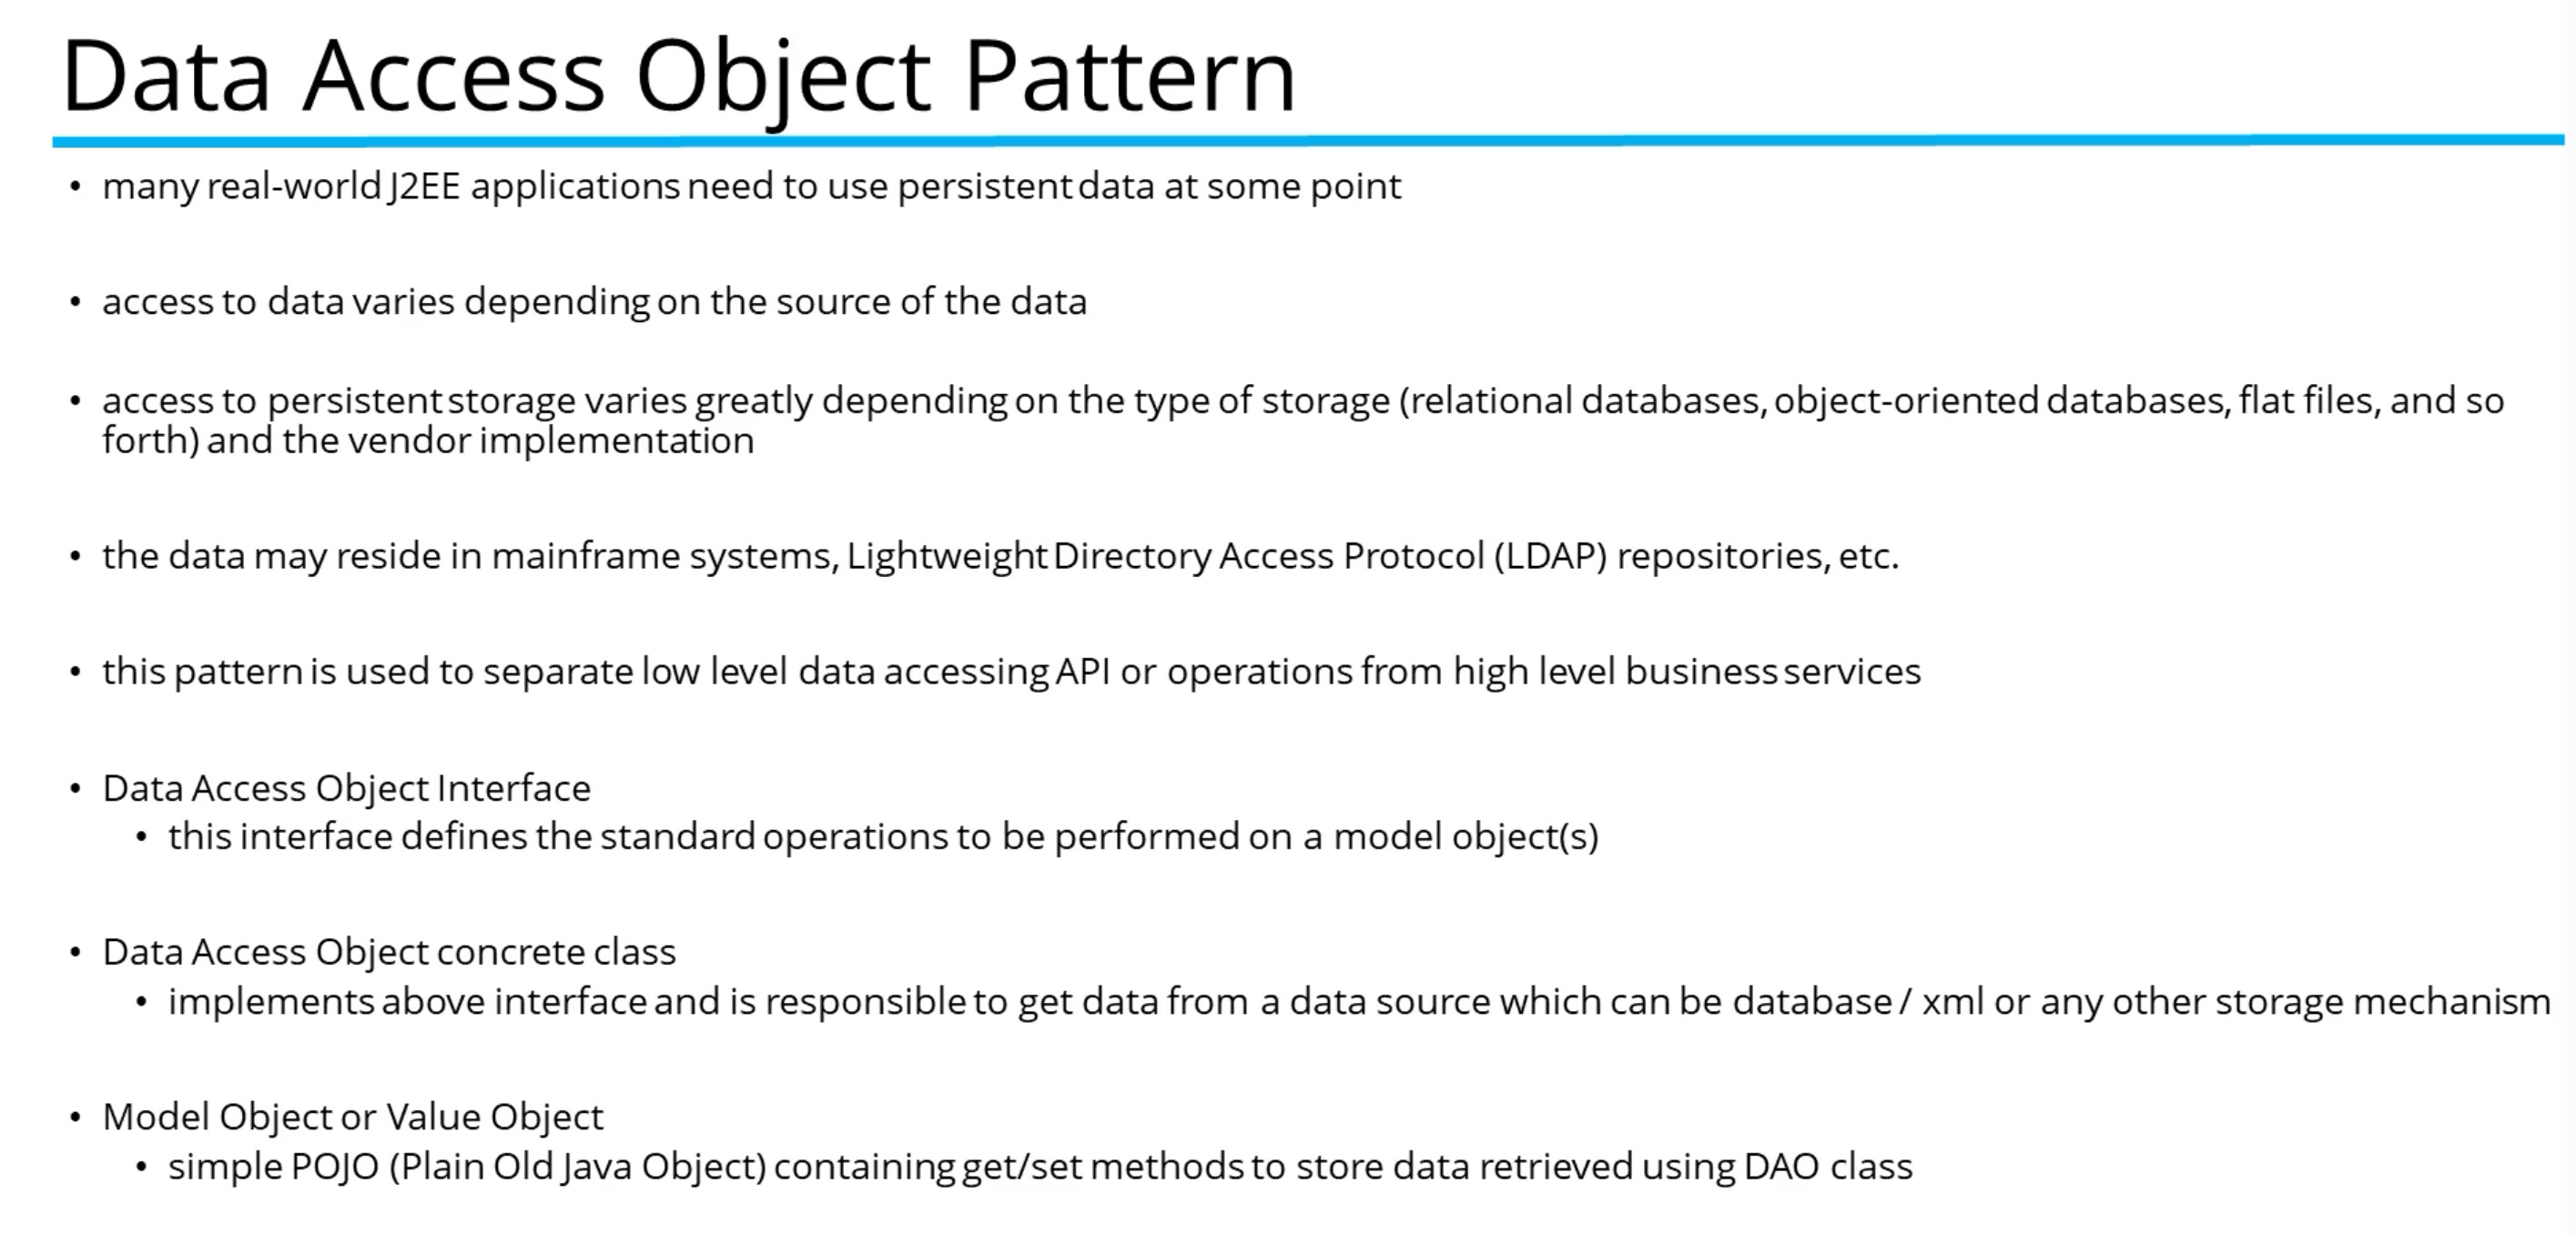 Data Access Object Pattern
• many real-world J2EE applications need to use persistent data at some point
• access to data varies depending on the source of the data
• access to persistent storage varies greatly depending on the type of storage (relational databases, object-oriented databases, flat files, and so
forth) and the vendor implementation
• the data may reside in mainframe systems, Lightweight Directory Access Protocol (LDAP) repositories, etc.
• this pattern is used to separate low level data accessing API or operations from high level business services
• Data Access Object Interface
• this interface defines the standard operations to be performed on a model object(s)
• Data Access Object concrete class
• implements above interface and is responsible to get data from a data source which can be database / xml or any other storage mechanism
• Model Object or Value Object
• simple POJO (Plain Old Java Object) containing get/set methods to store data retrieved using DAO class